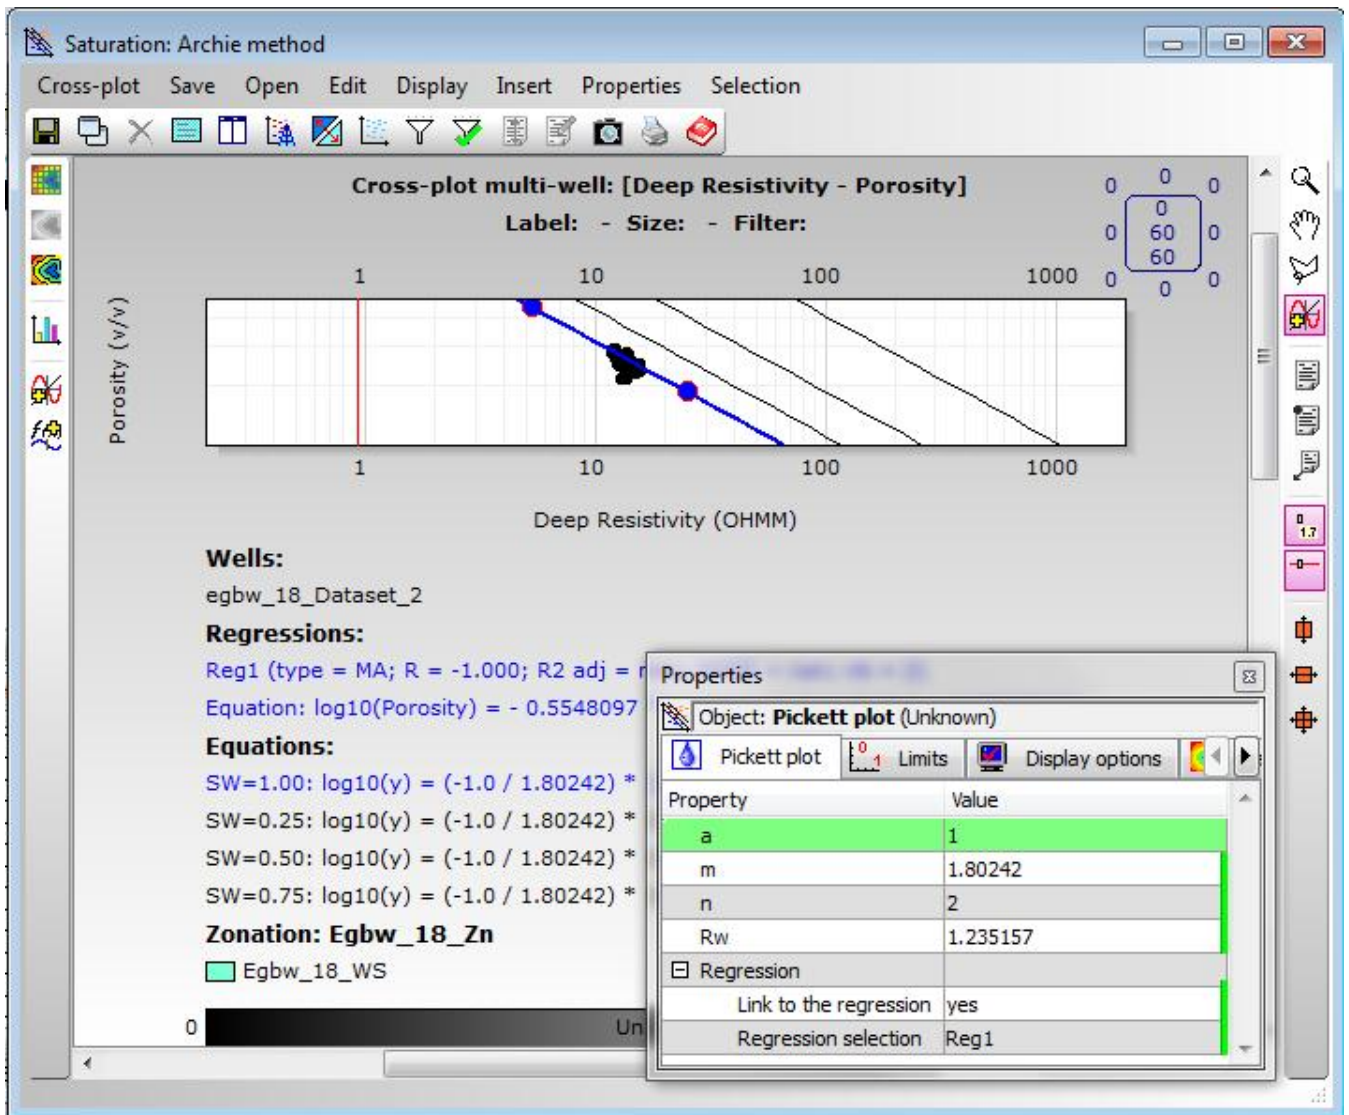 Saturation: Archie method
Cross-plot Save Open Edit Display Insert Properties Selection
Cross-plot multi-well: [Deep Resistivity - Porosity]
Label: - Size: - Filter:
0 0 0
0
0 60 0
60
0 0 0
1 10 100 1000
Porosity (v/v)
1 10 100 1000
Deep Resistivity (OHMM)
Wells:
egbw_18_Dataset_2
Regressions:
Reg1 (type = MA; R = -1.000; R2 adj =
Equation: log10(Porosity) = - 0.5548097
Equations:
SW=1.00: log10(y) = (-1.0 / 1.80242) *
SW=0.25: log10(y) = (-1.0 / 1.80242) *
SW=0.50: log10(y) = (-1.0 / 1.80242) *
SW=0.75: log10(y) = (-1.0 / 1.80242) *
Zonation: Egbw_18_Zn
Egbw_18_WS
0 Un
1.7
Properties
Object: Pickett plot (Unknown)
Pickett plot Limits Display options
Property Value
a 1
m 1.80242
n 2
Rw 1.235157
Regression
Link to the regression yes
Regression selection Reg1